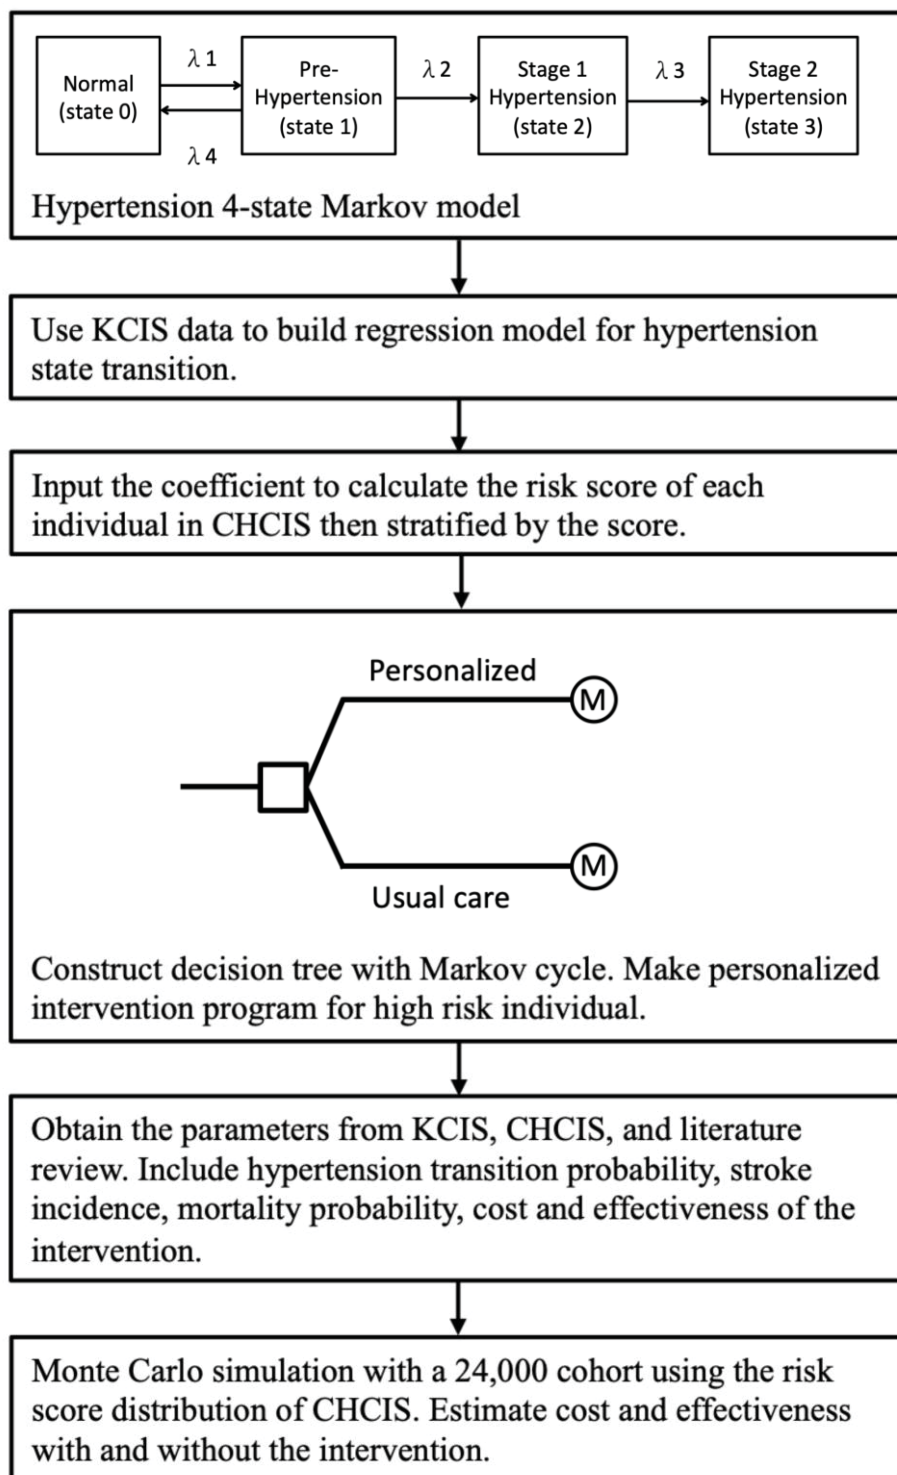 λ 1
λ 2
λ 3
λ 4
Normal
(state 0)
Pre-
Hypertension
(state 1)
Stage 1
Hypertension
(state 2)
Stage 2
Hypertension
(state 3)
Hypertension 4-state Markov model
Use KCIS data to build regression model for hypertension
state transition.
Input the coefficient to calculate the risk score of each
individual in CHCIS then stratified by the score.
Personalized
M
M
Usual care
Construct decision tree with Markov cycle. Make personalized
intervention program for high risk individual.
Obtain the parameters from KCIS, CHCIS, and literature
review. Include hypertension transition probability, stroke
incidence, mortality probability, cost and effectiveness of the
intervention.
Monte Carlo simulation with a 24,000 cohort using the risk
score distribution of CHCIS. Estimate cost and effectiveness
with and without the intervention.